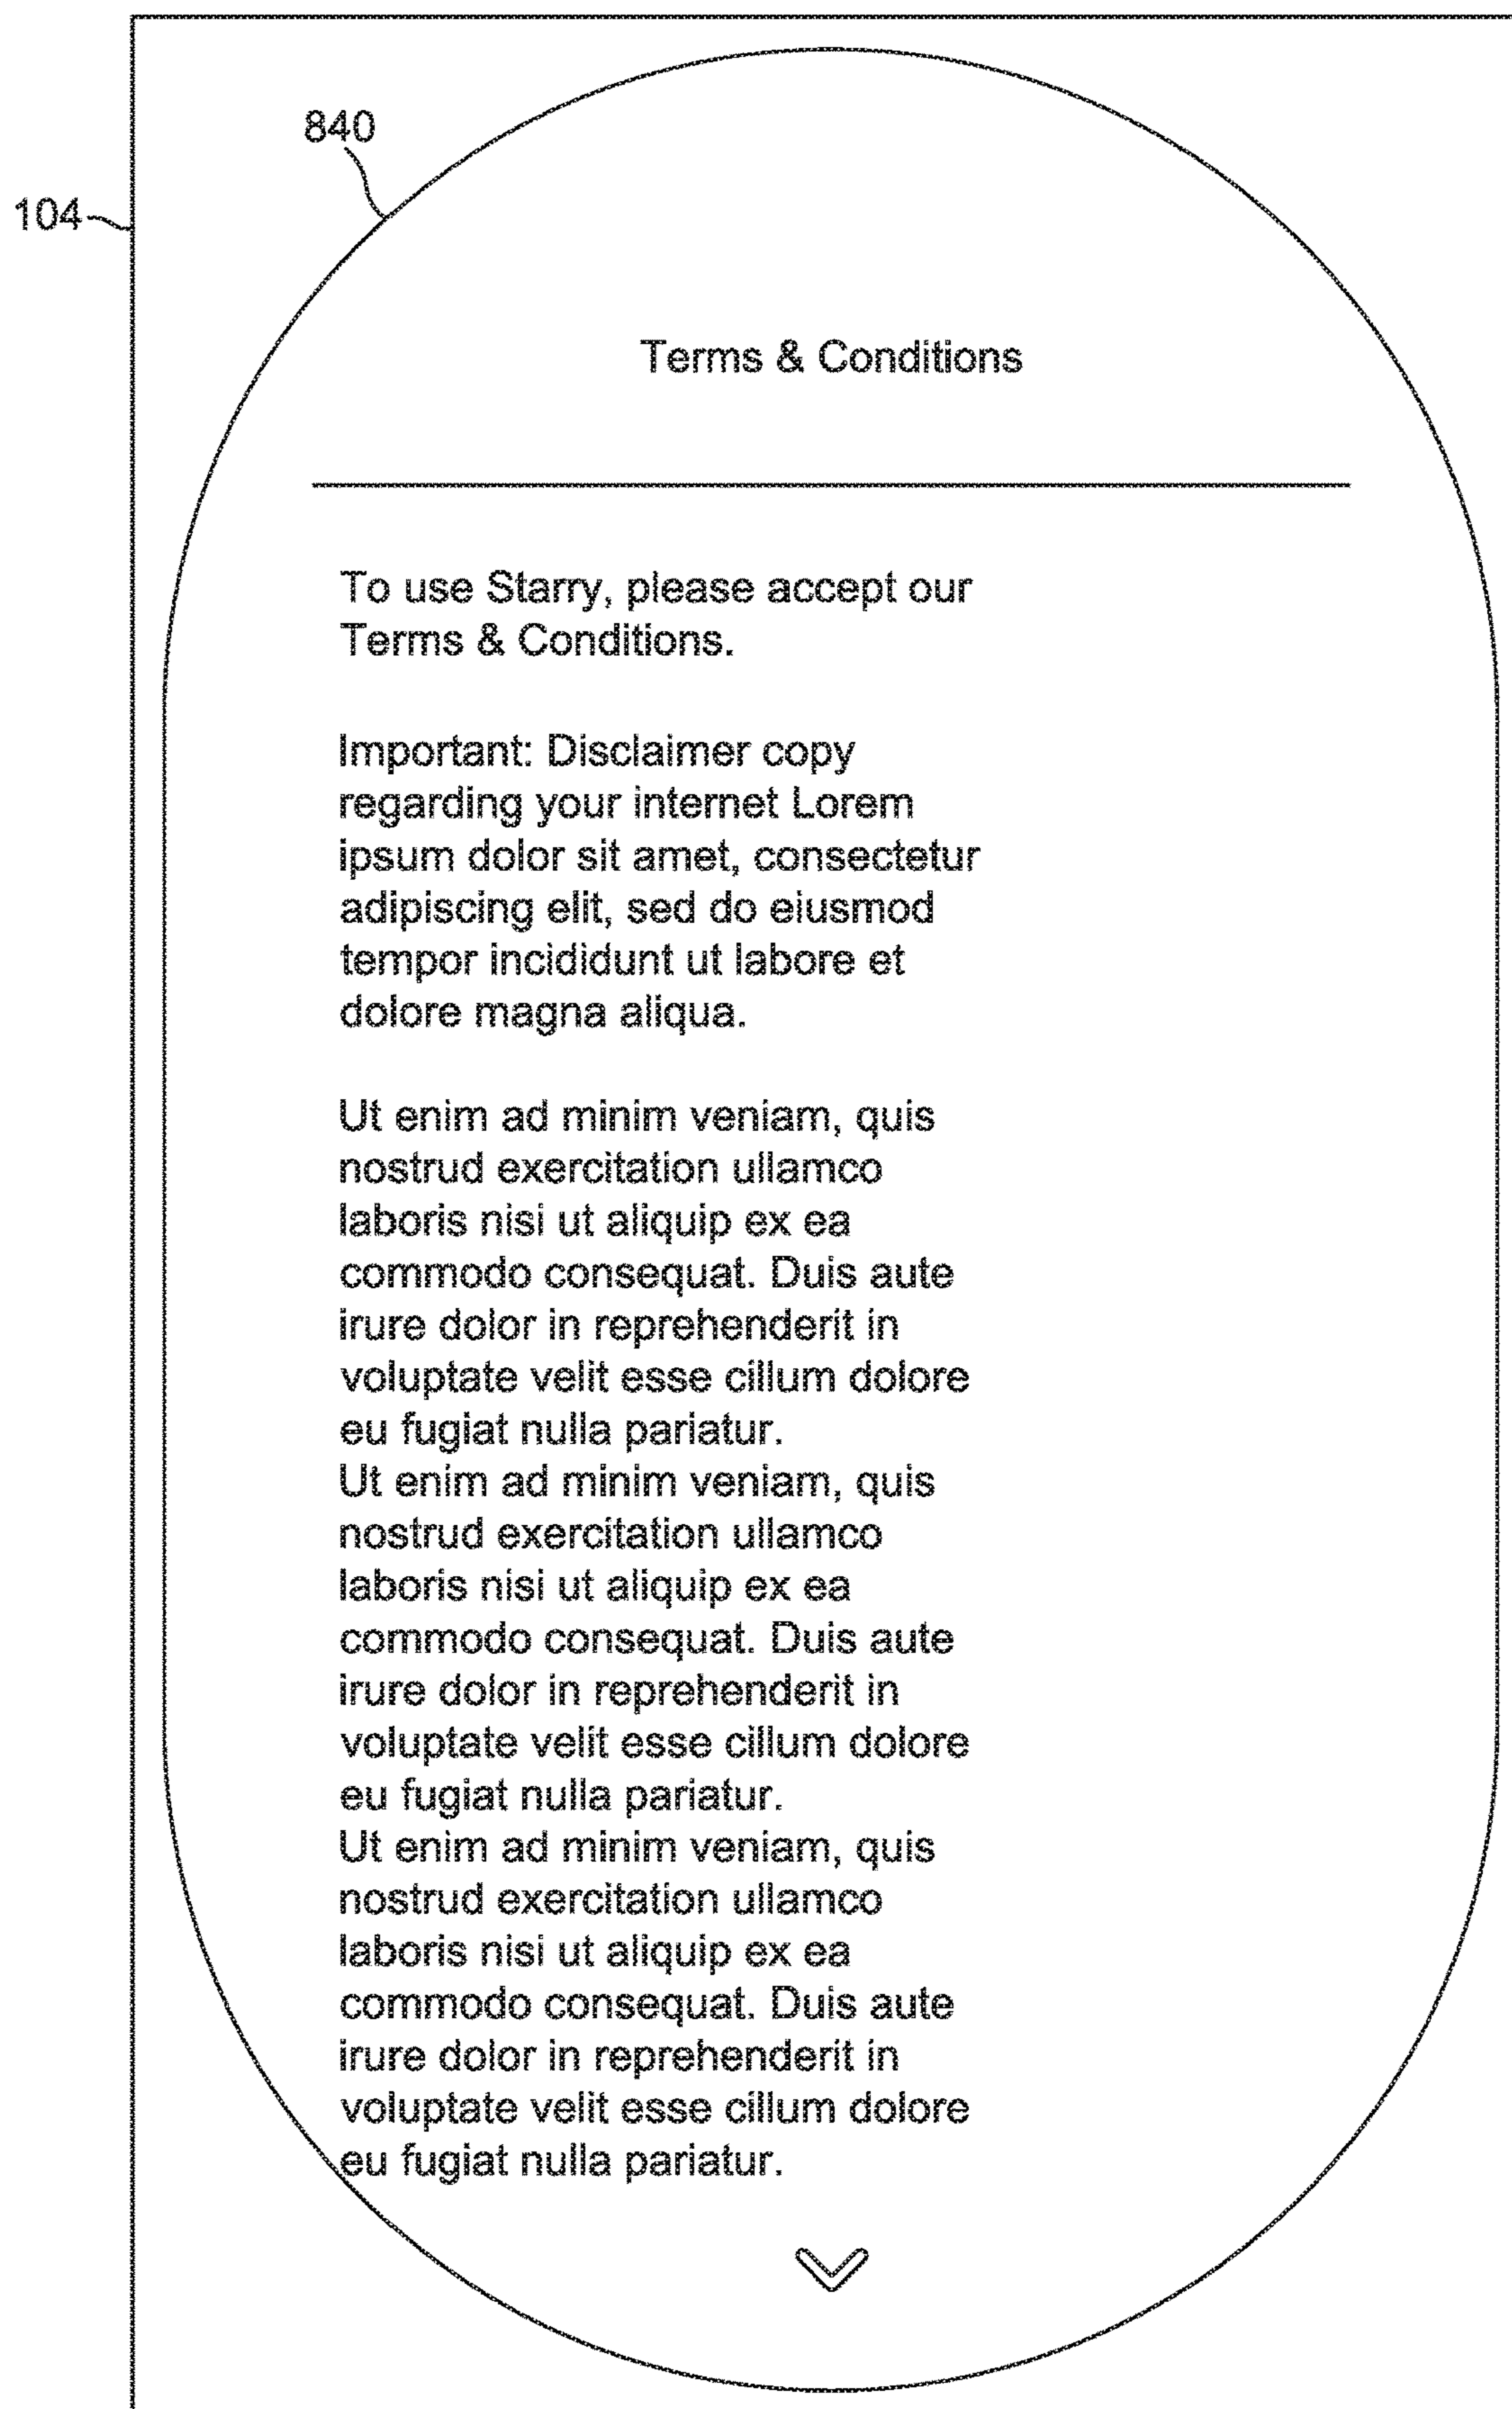 840
104
Terms & Conditions
To use Starry, please accept our
Terms & Conditions.
Important: Disclaimer copy
regarding your internet Lorem
ipsum dolor sit amet, consectetur
adipiscing elit, sed do eiusmod
tempor incididunt ut labore et
dolore magna aliqua.
Ut enim ad minim veniam, quis
nostrud exercitation ullamco
laboris nisi ut aliquip ex ea
commodo consequat. Duis aute
irure dolor in reprehenderit in
voluptate velit esse cillum dolore
eu fugiat nulla pariatur.
Ut enim ad minim veniam, quis
nostrud exercitation ullamco
laboris nisi ut aliquip ex ea
commodo consequat. Duis aute
irure dolor in reprehenderit in
voluptate velit esse cillum dolore
eu fugiat nulla pariatur.
Ut enim ad minim veniam, quis
nostrud exercitation ullamco
laboris nisi ut aliquip ex ea
commodo consequat. Duis aute
irure dolor in reprehenderit in
voluptate velit esse cillum dolore
eu fugiat nulla pariatur.